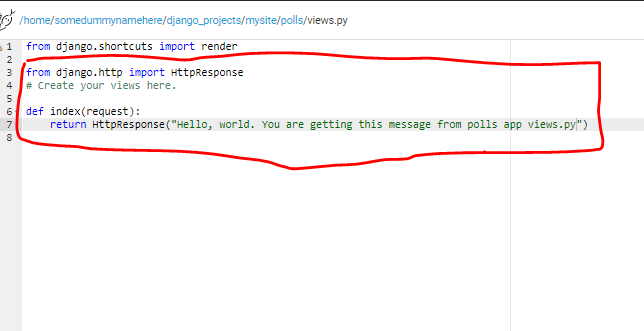 /home/somedummynamehere/django_projects/mysite/polls/views.py
1 from django.shortcuts import render
2
3 from django.http import HttpResponse
4 # Create your views here.
5
6 def index(request):
7     return HttpResponse("Hello, world. You are getting this message from polls app views.py")
8